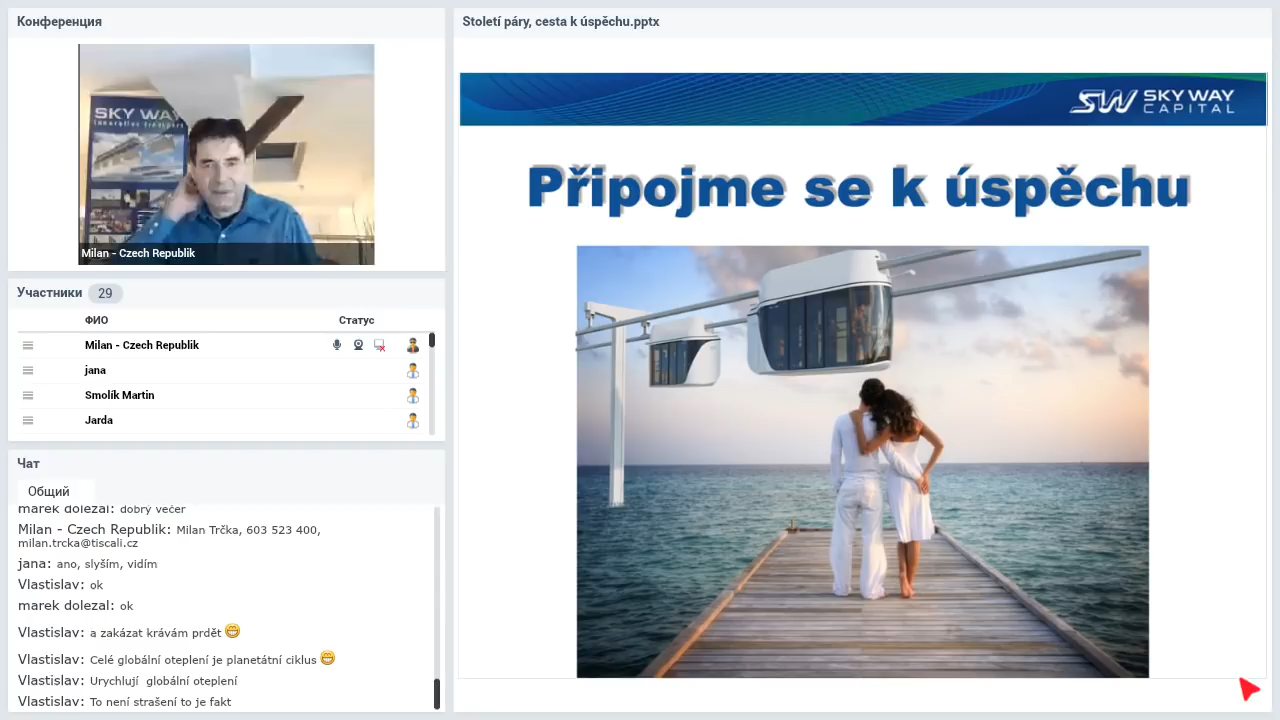 Конференция
SKY WAY
innovative transport
Milan - Czech Republik
Участники 29
ФИО Статус
Milan - Czech Republik
jana
Smolík Martin
Jarda
Чат
Общий
marek dolezal: dobrý večer
Milan - Czech Republik: Milan Trčka, 603 523 400,
milan.trcka@tiscali.cz
jana: ano, slyším, vidím
Vlastislav: ok
marek dolezal: ok
Vlastislav: a zakázat krávám prdět 😁
Vlastislav: Celé globální oteplení je planetátní ciklus 😁
Vlastislav: Urychlují  globální oteplení
Vlastislav: To není strašení to je fakt
Století páry, cesta k úspěchu.pptx
SW SKY WAY
CAPITAL
Připojme se k úspěchu